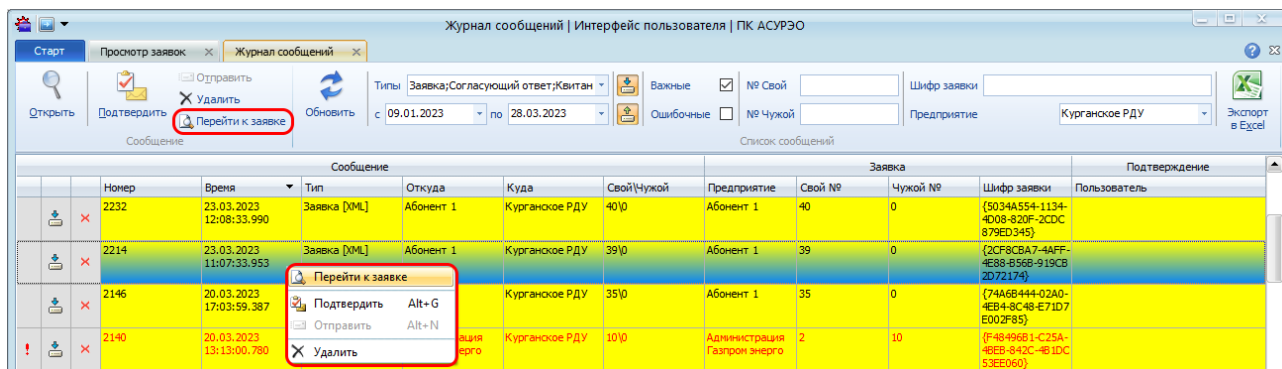 Журнал сообщений | Интерфейс пользователя | ПК АСУРЭО
Старт Просмотр заявок Журнал сообщений
Открыть Подтвердить Отправить Удалить Перейти к заявке
Сообщение
Обновить Типы Заявка;Согласующий ответ;Квитан Важные № Свой Шифр заявки
с 09.01.2023 по 28.03.2023 Ошибочные № Чужой Предприятие Курганское РДУ
Список сообщений
Экспорт
в Excel
Сообщение Заявка Подтверждение
Номер Время Тип Откуда Куда Свой\Чужой Предприятие Свой № Чужой № Шифр заявки Пользователь
2232 23.03.2023 Заявка [XML] Абонент 1 Курганское РДУ 40\0 Абонент 1 40 0 {5034A554-1134-
12:08:33.990 4D08-820F-2CDC
879ED345}
2214 23.03.2023 Заявка [XML] Абонент 1 Курганское РДУ 39\0 Абонент 1 39 0 {2CF8CBA7-4AFF-
11:07:33.953 4E88-B56B-919CB
2D72174}
Перейти к заявке
Подтвердить Alt+G
Отправить Alt+N
Удалить
2146 20.03.2023 Курганское РДУ 35\0 Абонент 1 35 0 {74A6B444-02A0-
17:03:59.387 4EB4-8C48-E71D7
E002F85}
2140 20.03.2023 ация Курганское РДУ 10\0 Администрация 2 10 {F48496B1-C25A-
13:13:00.780 ерго Газпром энерго 4BEB-842C-4B1DC
53EE060}